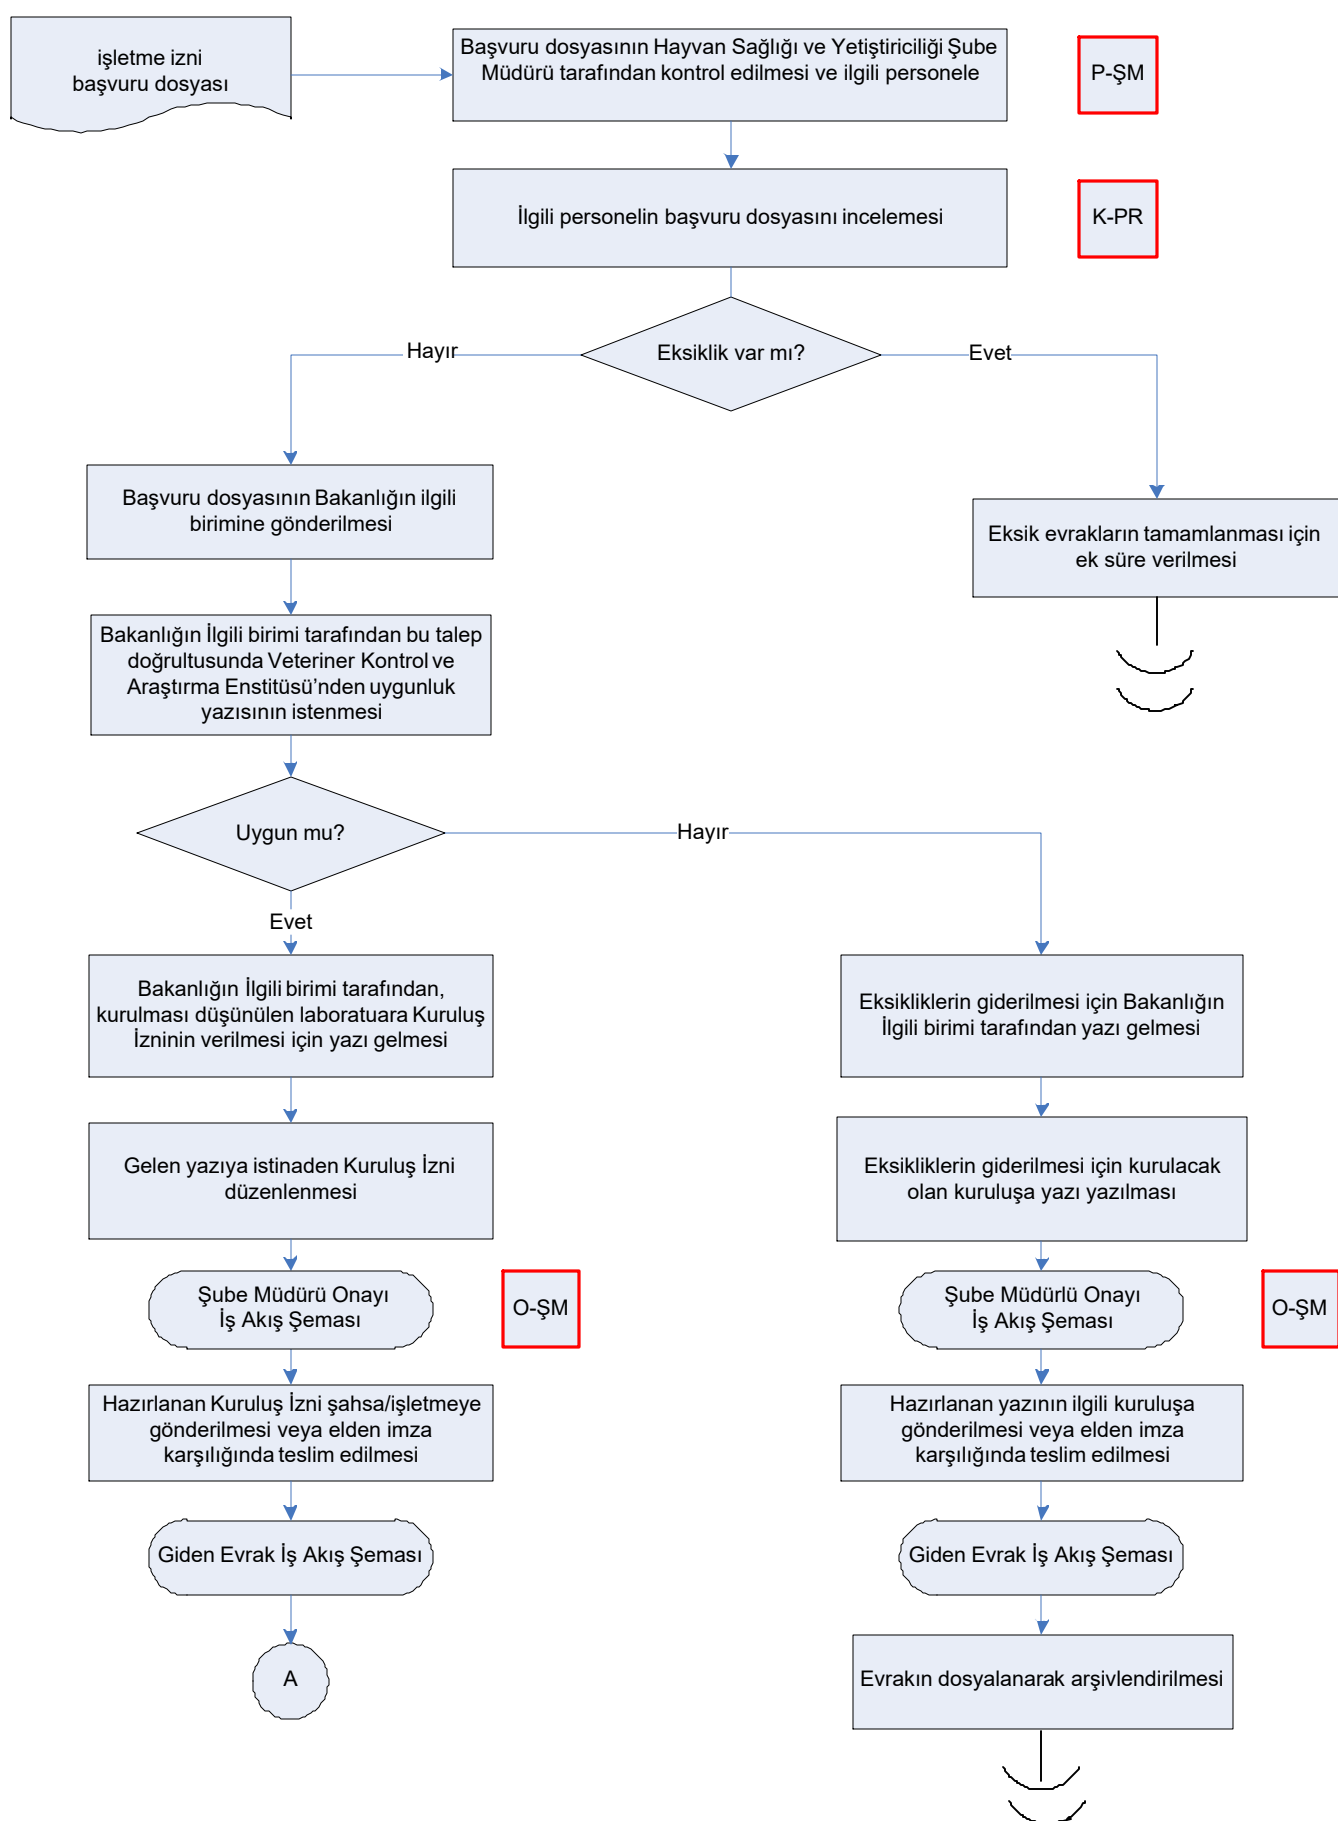 işletme izni
başvuru dosyası
Başvuru dosyasının Hayvan Sağlığı ve Yetiştiriciliği Şube
Müdürü tarafından kontrol edilmesi ve ilgili personele
P-ŞM
İlgili personelin başvuru dosyasını incelemesi
K-PR
Eksiklik var mı?
Hayır
Evet
Başvuru dosyasının Bakanlığın ilgili
birimine gönderilmesi
Eksik evrakların tamamlanması için
ek süre verilmesi
Bakanlığın İlgili birimi tarafından bu talep
doğrultusunda Veteriner Kontrol ve
Araştırma Enstitüsü’nden uygunluk
yazısının istenmesi
Uygun mu?
Hayır
Evet
Bakanlığın İlgili birimi tarafından,
kurulması düşünülen laboratuara Kuruluş
İzninin verilmesi için yazı gelmesi
Eksikliklerin giderilmesi için Bakanlığın
İlgili birimi tarafından yazı gelmesi
Gelen yazıya istinaden Kuruluş İzni
düzenlenmesi
Eksikliklerin giderilmesi için kurulacak
olan kuruluşa yazı yazılması
Şube Müdürü Onayı
İş Akış Şeması
O-ŞM
Şube Müdürlü Onayı
İş Akış Şeması
O-ŞM
Hazırlanan Kuruluş İzni şahsa/işletmeye
gönderilmesi veya elden imza
karşılığında teslim edilmesi
Hazırlanan yazının ilgili kuruluşa
gönderilmesi veya elden imza
karşılığında teslim edilmesi
Giden Evrak İş Akış Şeması
Giden Evrak İş Akış Şeması
A
Evrakın dosyalanarak arşivlendirilmesi